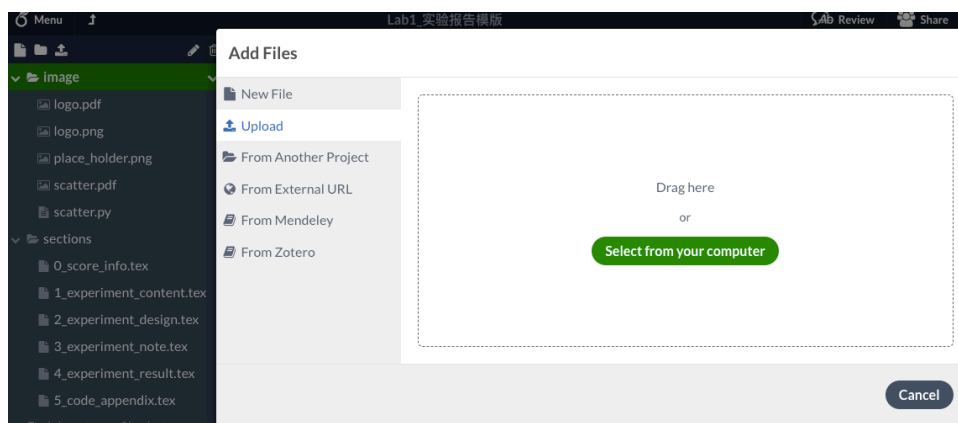 Menu
Lab1_实验报告模版
Review
Share
Add Files
image
logo.pdf
logo.png
place_holder.png
scatter.pdf
scatter.py
sections
0_score_info.tex
1_experiment_content.tex
2_experiment_design.tex
3_experiment_note.tex
4_experiment_result.tex
5_code_appendix.tex
New File
Upload
From Another Project
From External URL
From Mendeley
From Zotero
Drag here
or
Select from your computer
Cancel